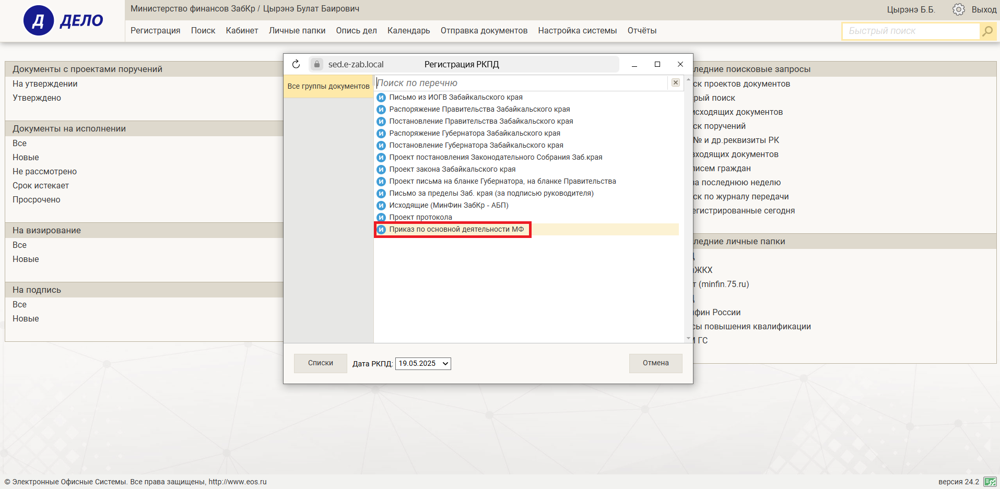 Д ДЕЛО
Министерство финансов ЗабКр / Цырэнэ Булат Баирович
Цырэнэ Б.Б.
Выход
Регистрация Поиск Кабинет Личные папки Опись дел Календарь Отправка документов Настройка системы Отчёты
Быстрый поиск
Документы с проектами поручений
На утверждении
Утверждено
Документы на исполнении
Все
Новые
Не рассмотрено
Срок истекает
Просрочено
На визирование
Все
Новые
На подпись
Все
Новые
sed.e-zab.local Регистрация РКПД
Все группы документов
Поиск по перечню
И Письмо из ИОГВ Забайкальского края
И Распоряжение Правительства Забайкальского края
И Постановление Правительства Забайкальского края
И Распоряжение Губернатора Забайкальского края
И Постановление Губернатора Забайкальского края
И Проект постановления Законодательного Собрания Заб.края
И Проект закона Забайкальского края
И Проект письма на бланке Губернатора, на бланке Правительства
И Письмо за пределы Заб. края (за подписью руководителя)
И Исходящие (МинФин ЗабКр - АБП)
И Проект протокола
И Приказ по основной деятельности МФ
Списки
Дата РКПД: 19.05.2025
Отмена
ледние поисковые запросы
ск проектов документов
рый поиск
исходящих документов
ск поручений
№ и др.реквизиты РК
входящих документов
писем граждан
за последнюю неделю
ск по журналу передачи
егистрированные сегодня
ледние личные папки
ЖКХ
т (minfin.75.ru)
фин России
сы повышения квалификации
ГС
© Электронные Офисные Системы. Все права защищены, http://www.eos.ru
версия 24.2